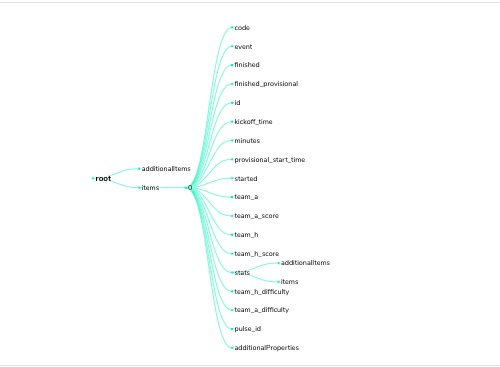 code
event
finished
finished_provisional
id
kickoff_time
minutes
provisional_start_time
additionalItems
started
root
items
0
team_a
team_a_score
team_h
team_h_score
additionalItems
stats
items
team_h_difficulty
team_a_difficulty
pulse_id
additionalProperties